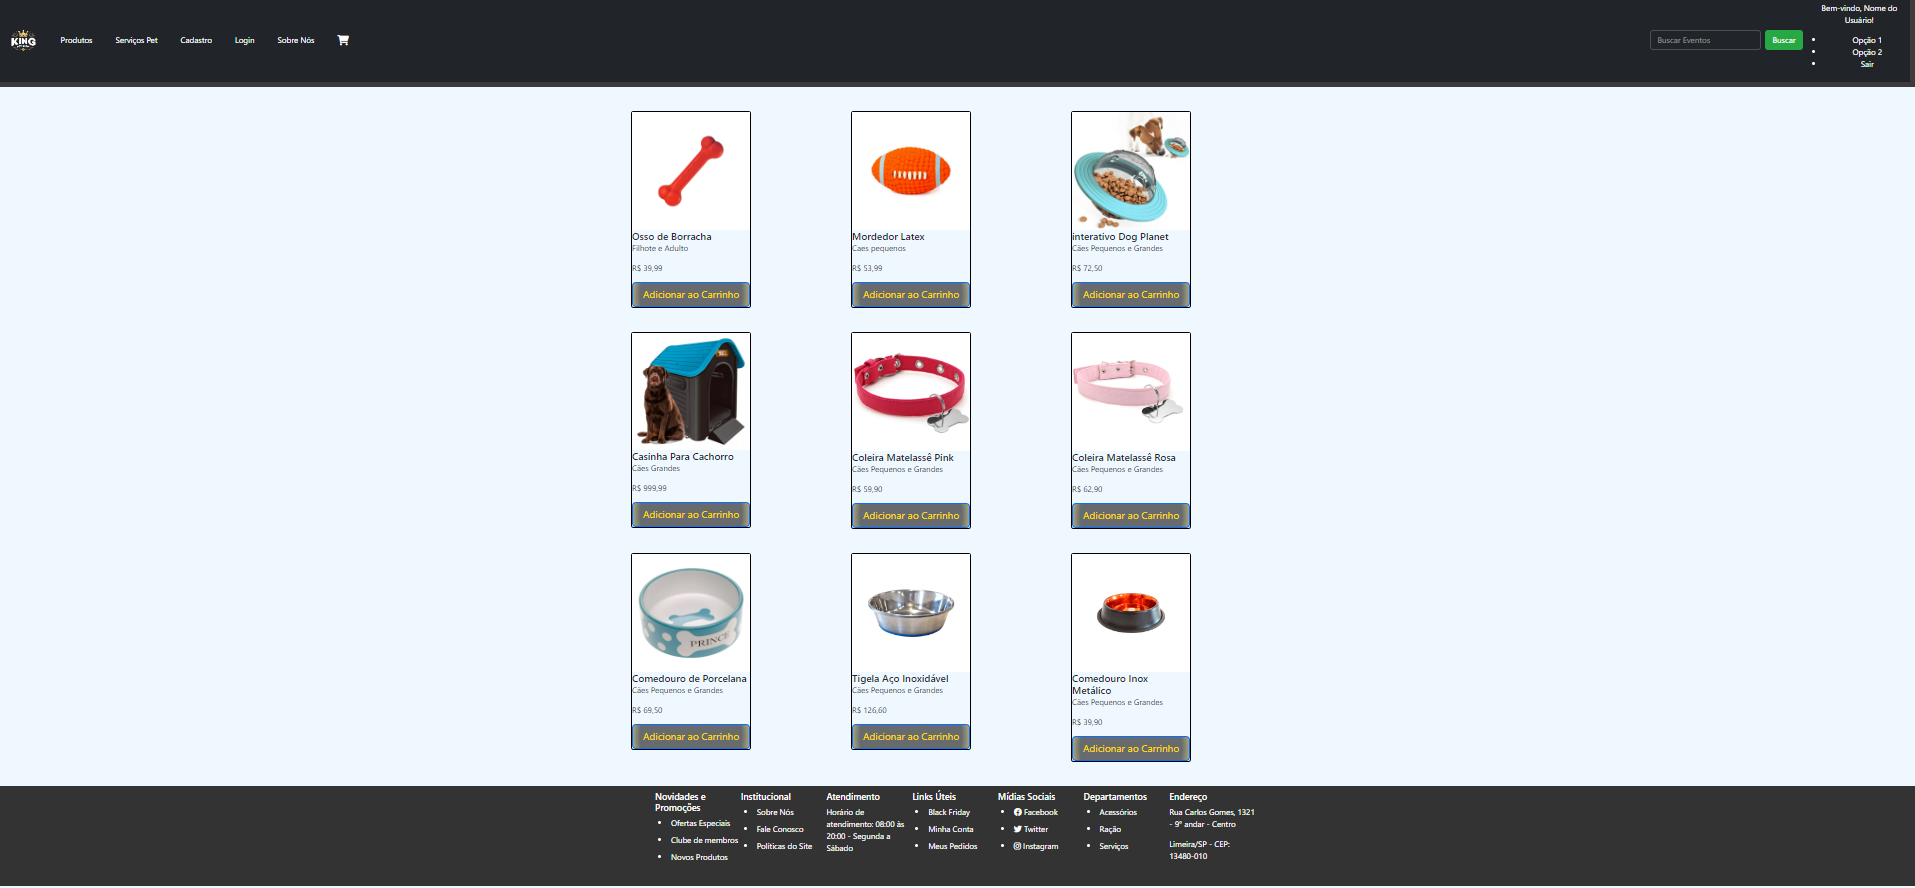 KING
Produtos
Serviços Pet
Cadastro
Login
Sobre Nós
Buscar Eventos
Buscar
Bem-vindo, Nome do
Usuário!
Opção 1
Opção 2
Sair
Osso de Borracha
Filhote e Adulto
R$ 39,99
Adicionar ao Carrinho
Mordedor Latex
Caes pequenos
R$ 53,99
Adicionar ao Carrinho
interativo Dog Planet
Cães Pequenos e Grandes
R$ 72,50
Adicionar ao Carrinho
Casinha Para Cachorro
Cães Grandes
R$ 999,99
Adicionar ao Carrinho
Coleira Matelassê Pink
Cães Pequenos e Grandes
R$ 59,90
Adicionar ao Carrinho
Coleira Matelassê Rosa
Cães Pequenos e Grandes
R$ 62,90
Adicionar ao Carrinho
PRINCE
Comedouro de Porcelana
Cães Pequenos e Grandes
R$ 69,50
Adicionar ao Carrinho
Tigela Aço Inoxidável
Cães Pequenos e Grandes
R$ 126,60
Adicionar ao Carrinho
Comedouro Inox
Metálico
Cães Pequenos e Grandes
R$ 39,90
Adicionar ao Carrinho
Novidades e
Promoções
Ofertas Especiais
Clube de membros
Novos Produtos
Institucional
Sobre Nós
Fale Conosco
Políticas do Site
Atendimento
Horário de
atendimento: 08:00 às
20:00 - Segunda a
Sábado
Links Úteis
Black Friday
Minha Conta
Meus Pedidos
Mídias Sociais
Facebook
Twitter
Instagram
Departamentos
Acessórios
Ração
Serviços
Endereço
Rua Carlos Gomes, 1321
- 9° andar - Centro
Limeira/SP - CEP:
13480-010